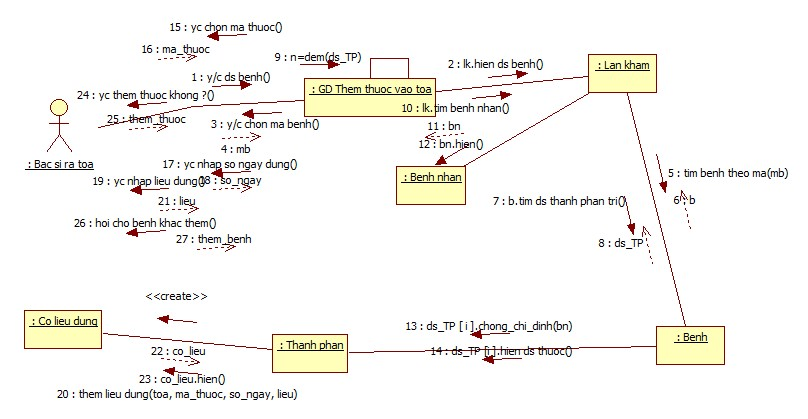 15 : yc chon ma thuoc()
16 : ma_thuoc
9 : n=dem(ds_TP)
2 : lk.hien ds benh()
: Lan kham
1 : y/c ds benh()
: GD Them thuoc vao toa
24 : yc them thuoc khong ?()
10 : lk.tim benh nhan()
25 : them_thuoc
3 : y/c chon ma benh()
11 : bn
12 : bn.hien()
4 : mb
: Bac si ra toa
17 : yc nhap so ngay dung()
: Benh nhan
5 : tim benh theo ma(mb)
19 : yc nhap lieu dung()
18 : so_ngay
21 : lieu
7 : b.tim ds thanh phan tri()
6 : b
26 : hoi cho benh khac them()
27 : them_benh
8 : ds_TP
<<create>>
: Co lieu dung
13 : ds_TP [ i ].chong_chi_dinh(bn)
: Thanh phan
: Benh
22 : co_lieu
14 : ds_TP [i ].hien ds thuoc()
23 : co_lieu.hien()
20 : them lieu dung(toa, ma_thuoc, so_ngay, lieu)